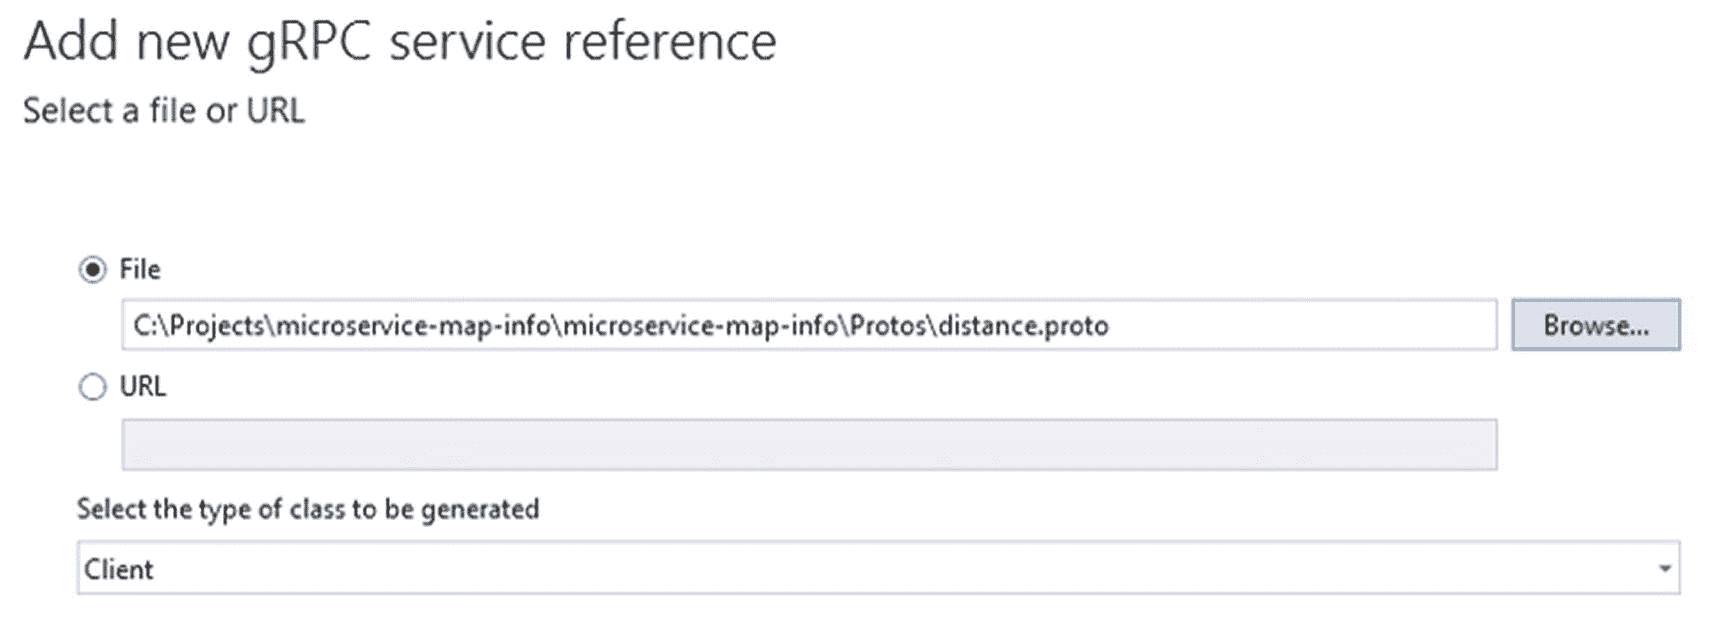 Add new gRPC service reference
Select a file or URL
File
C:\Projects\microservice-map-info\microservice-map-info\Protos\distance.proto
Browse...
URL
Select the type of class to be generated
Client